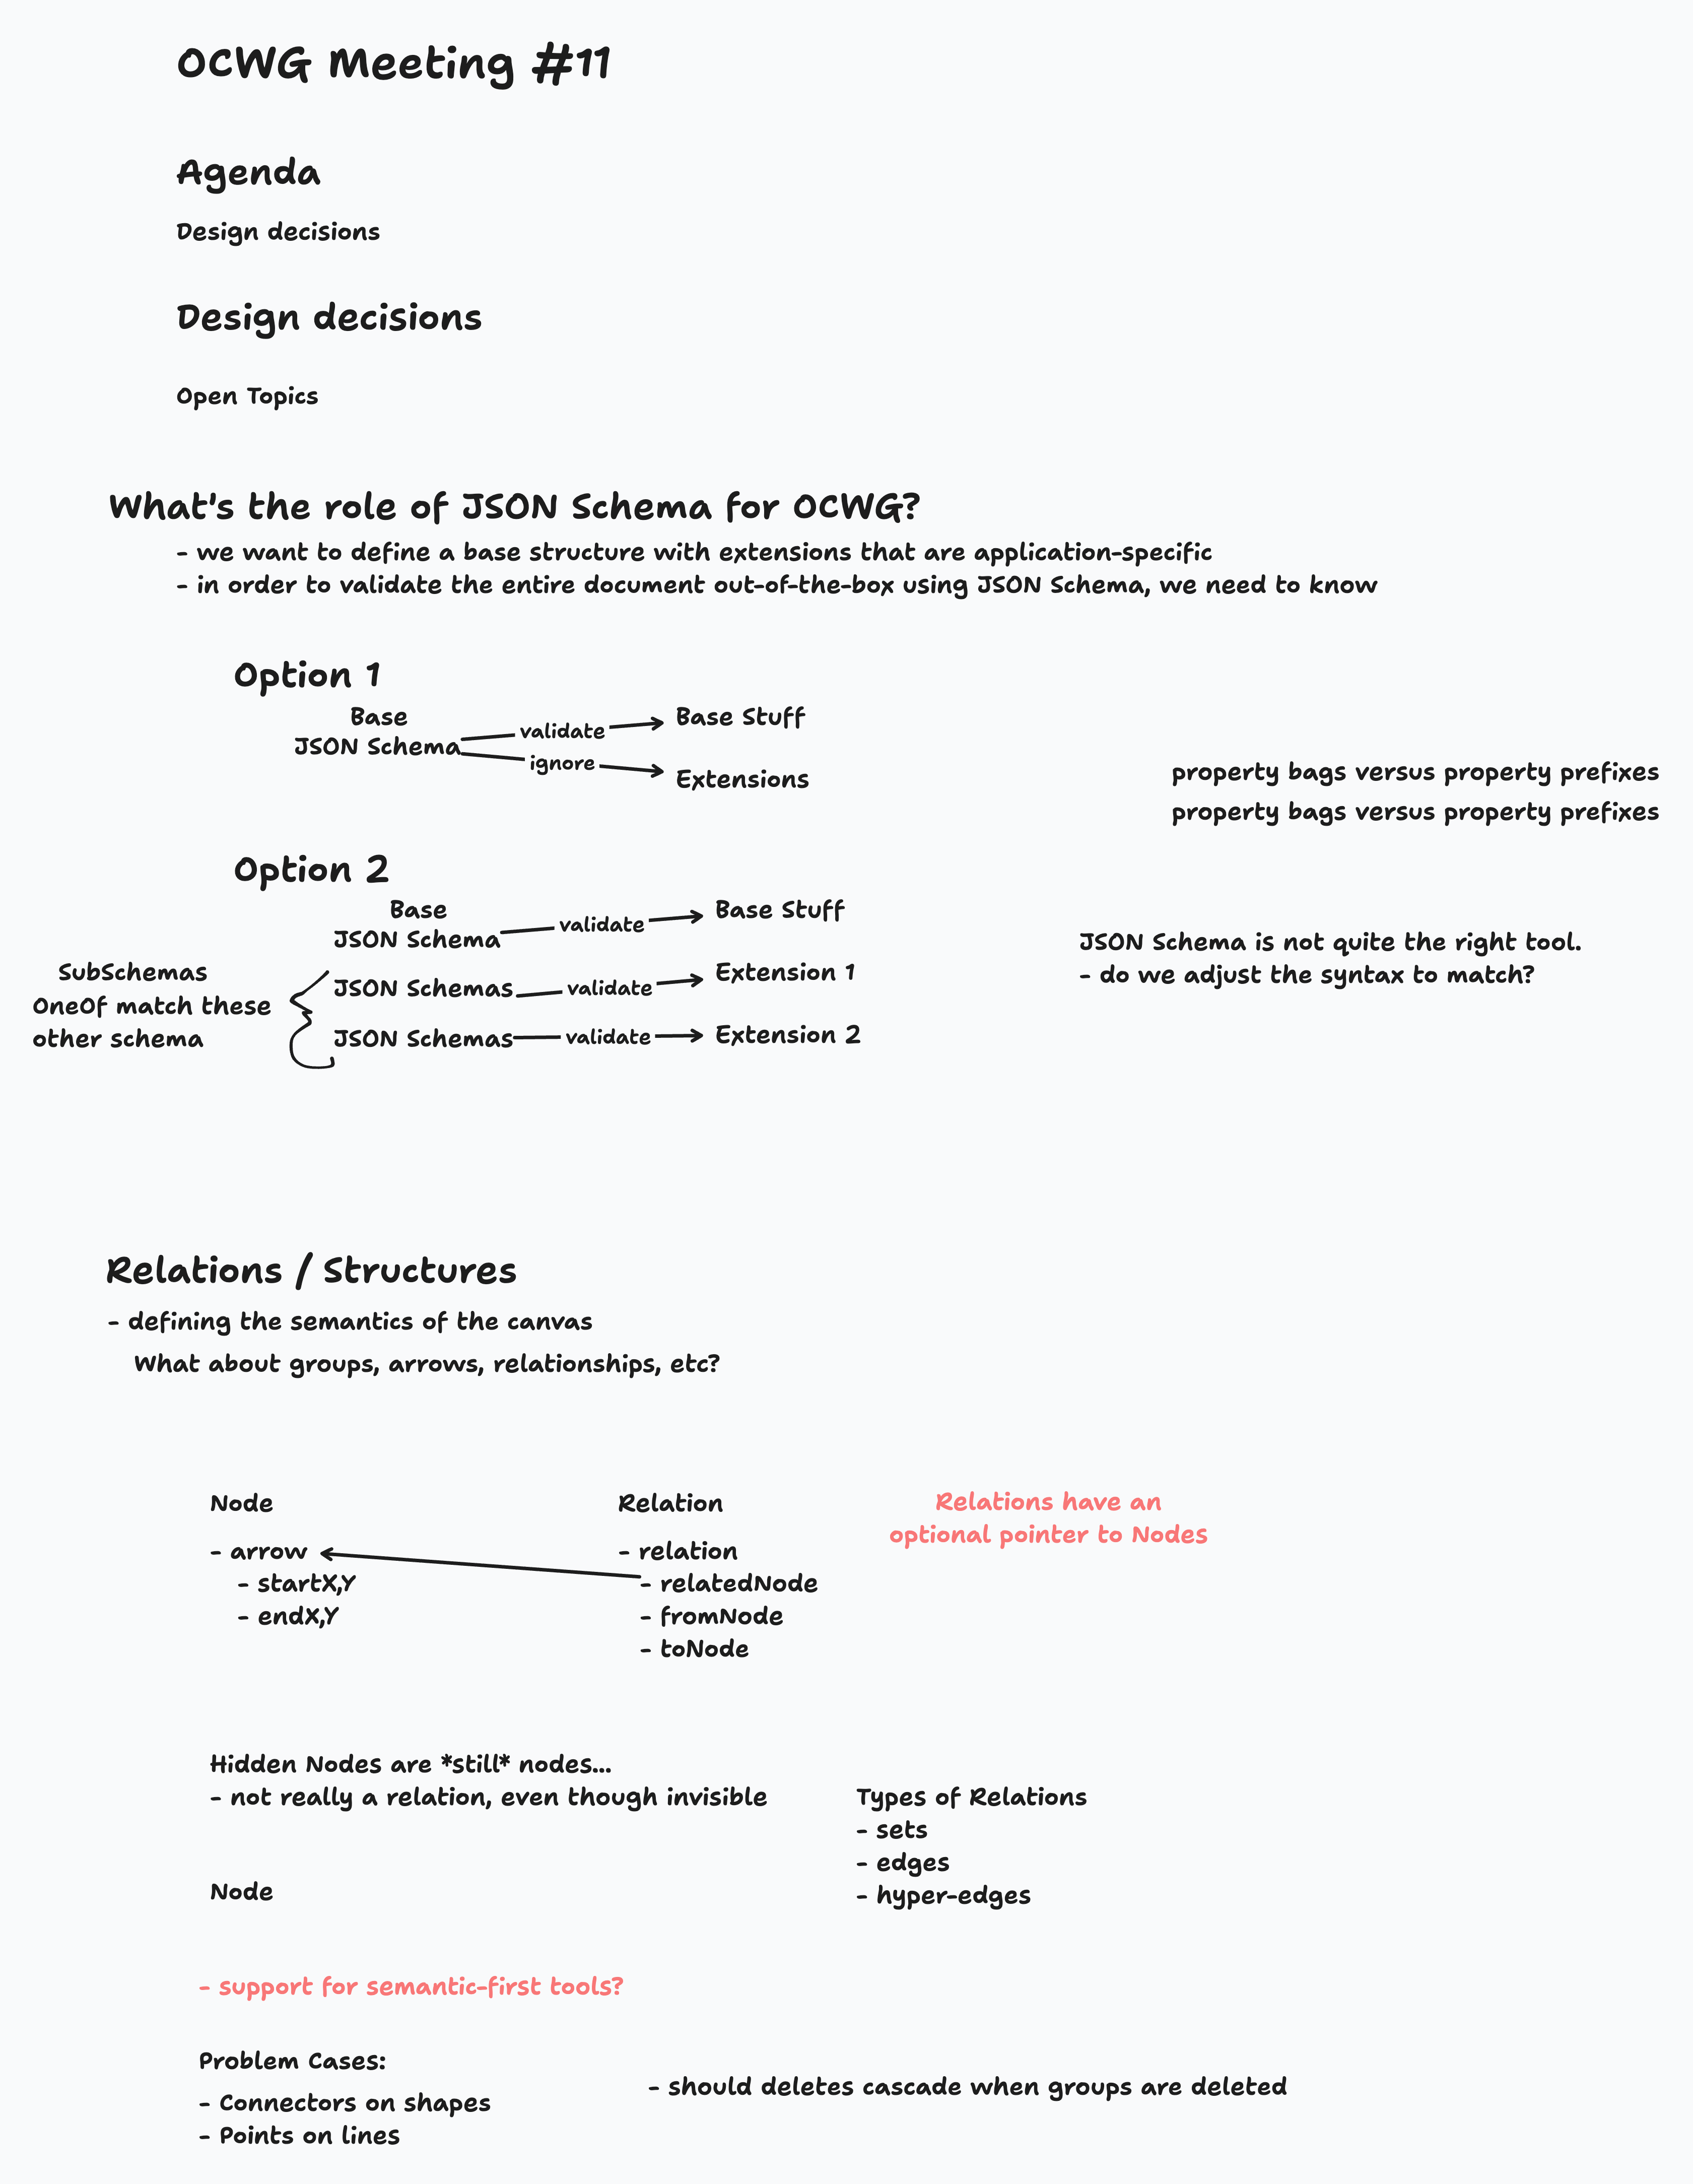 OCWG Meeting #11
Agenda
Design decisions
Design decisions
Open Topics
What's the role of JSON Schema for OCWG?
- we want to define a base structure with extensions that are application-specific
- in order to validate the entire document out-of-the-box using JSON Schema, we need to know
Option 1
Base
JSON Schema
validate
Base Stuff
ignore
Extensions
property bags versus property prefixes
property bags versus property prefixes
Option 2
Base
JSON Schema
validate
Base Stuff
SubSchemas
OneOf match these
other schema
JSON Schemas
validate
Extension 1
JSON Schemas
validate
Extension 2
JSON Schema is not quite the right tool.
- do we adjust the syntax to match?
Relations / Structures
- defining the semantics of the canvas
What about groups, arrows, relationships, etc?
Node
- arrow
- startX,Y
- endX,Y
Relation
- relation
- relatedNode
- fromNode
- toNode
Relations have an
optional pointer to Nodes
Hidden Nodes are *still* nodes...
- not really a relation, even though invisible
Types of Relations
- sets
- edges
- hyper-edges
Node
- support for semantic-first tools?
Problem Cases:
- Connectors on shapes
- Points on lines
- should deletes cascade when groups are deleted